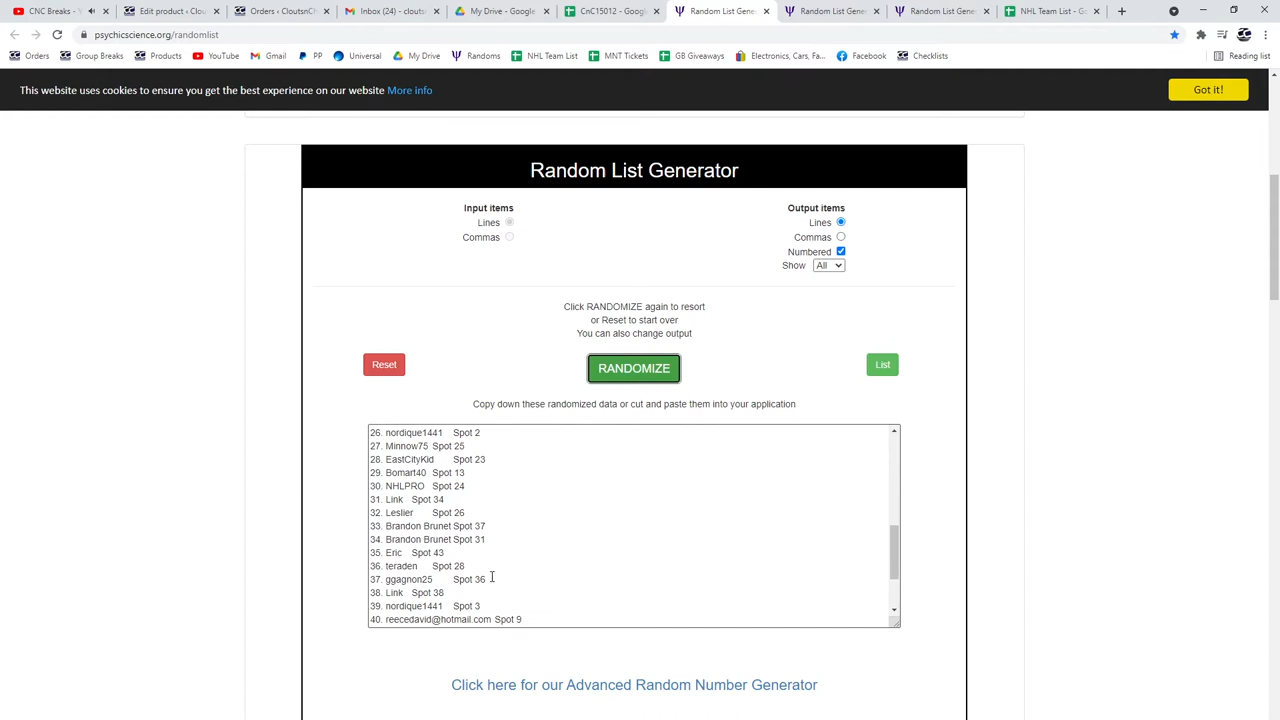 CNC Breaks - YouT
Edit product ‹ Clou
Orders ‹ CloutsnCh
Inbox (24) - clouts
My Drive - Google
CnC15012 - Google
Random List Gene
Random List Gene
Random List Gene
NHL Team List - Go
psychicscience.org/randomlist
Orders
Group Breaks
Products
YouTube
Gmail
PP
Universal
My Drive
Randoms
NHL Team List
MNT Tickets
GB Giveaways
Electronics, Cars, Fa...
Facebook
Checklists
Reading list
This website uses cookies to ensure you get the best experience on our website More info
Got it!
Random List Generator
Input items
Lines
Commas
Output items
Lines
Commas
Numbered
Show All
Click RANDOMIZE again to resort
or Reset to start over
You can also change output
Reset
RANDOMIZE
List
Copy down these randomized data or cut and paste them into your application
26. nordique1441 Spot 2
27. Minnow75 Spot 25
28. EastCityKid Spot 23
29. Bomart40 Spot 13
30. NHLPRO Spot 24
31. Link Spot 34
32. Leslier Spot 26
33. Brandon Brunet Spot 37
34. Brandon Brunet Spot 31
35. Eric Spot 43
36. teraden Spot 28
37. ggagnon25 Spot 36
38. Link Spot 38
39. nordique1441 Spot 3
40. reecedavid@hotmail.com Spot 9
Click here for our Advanced Random Number Generator